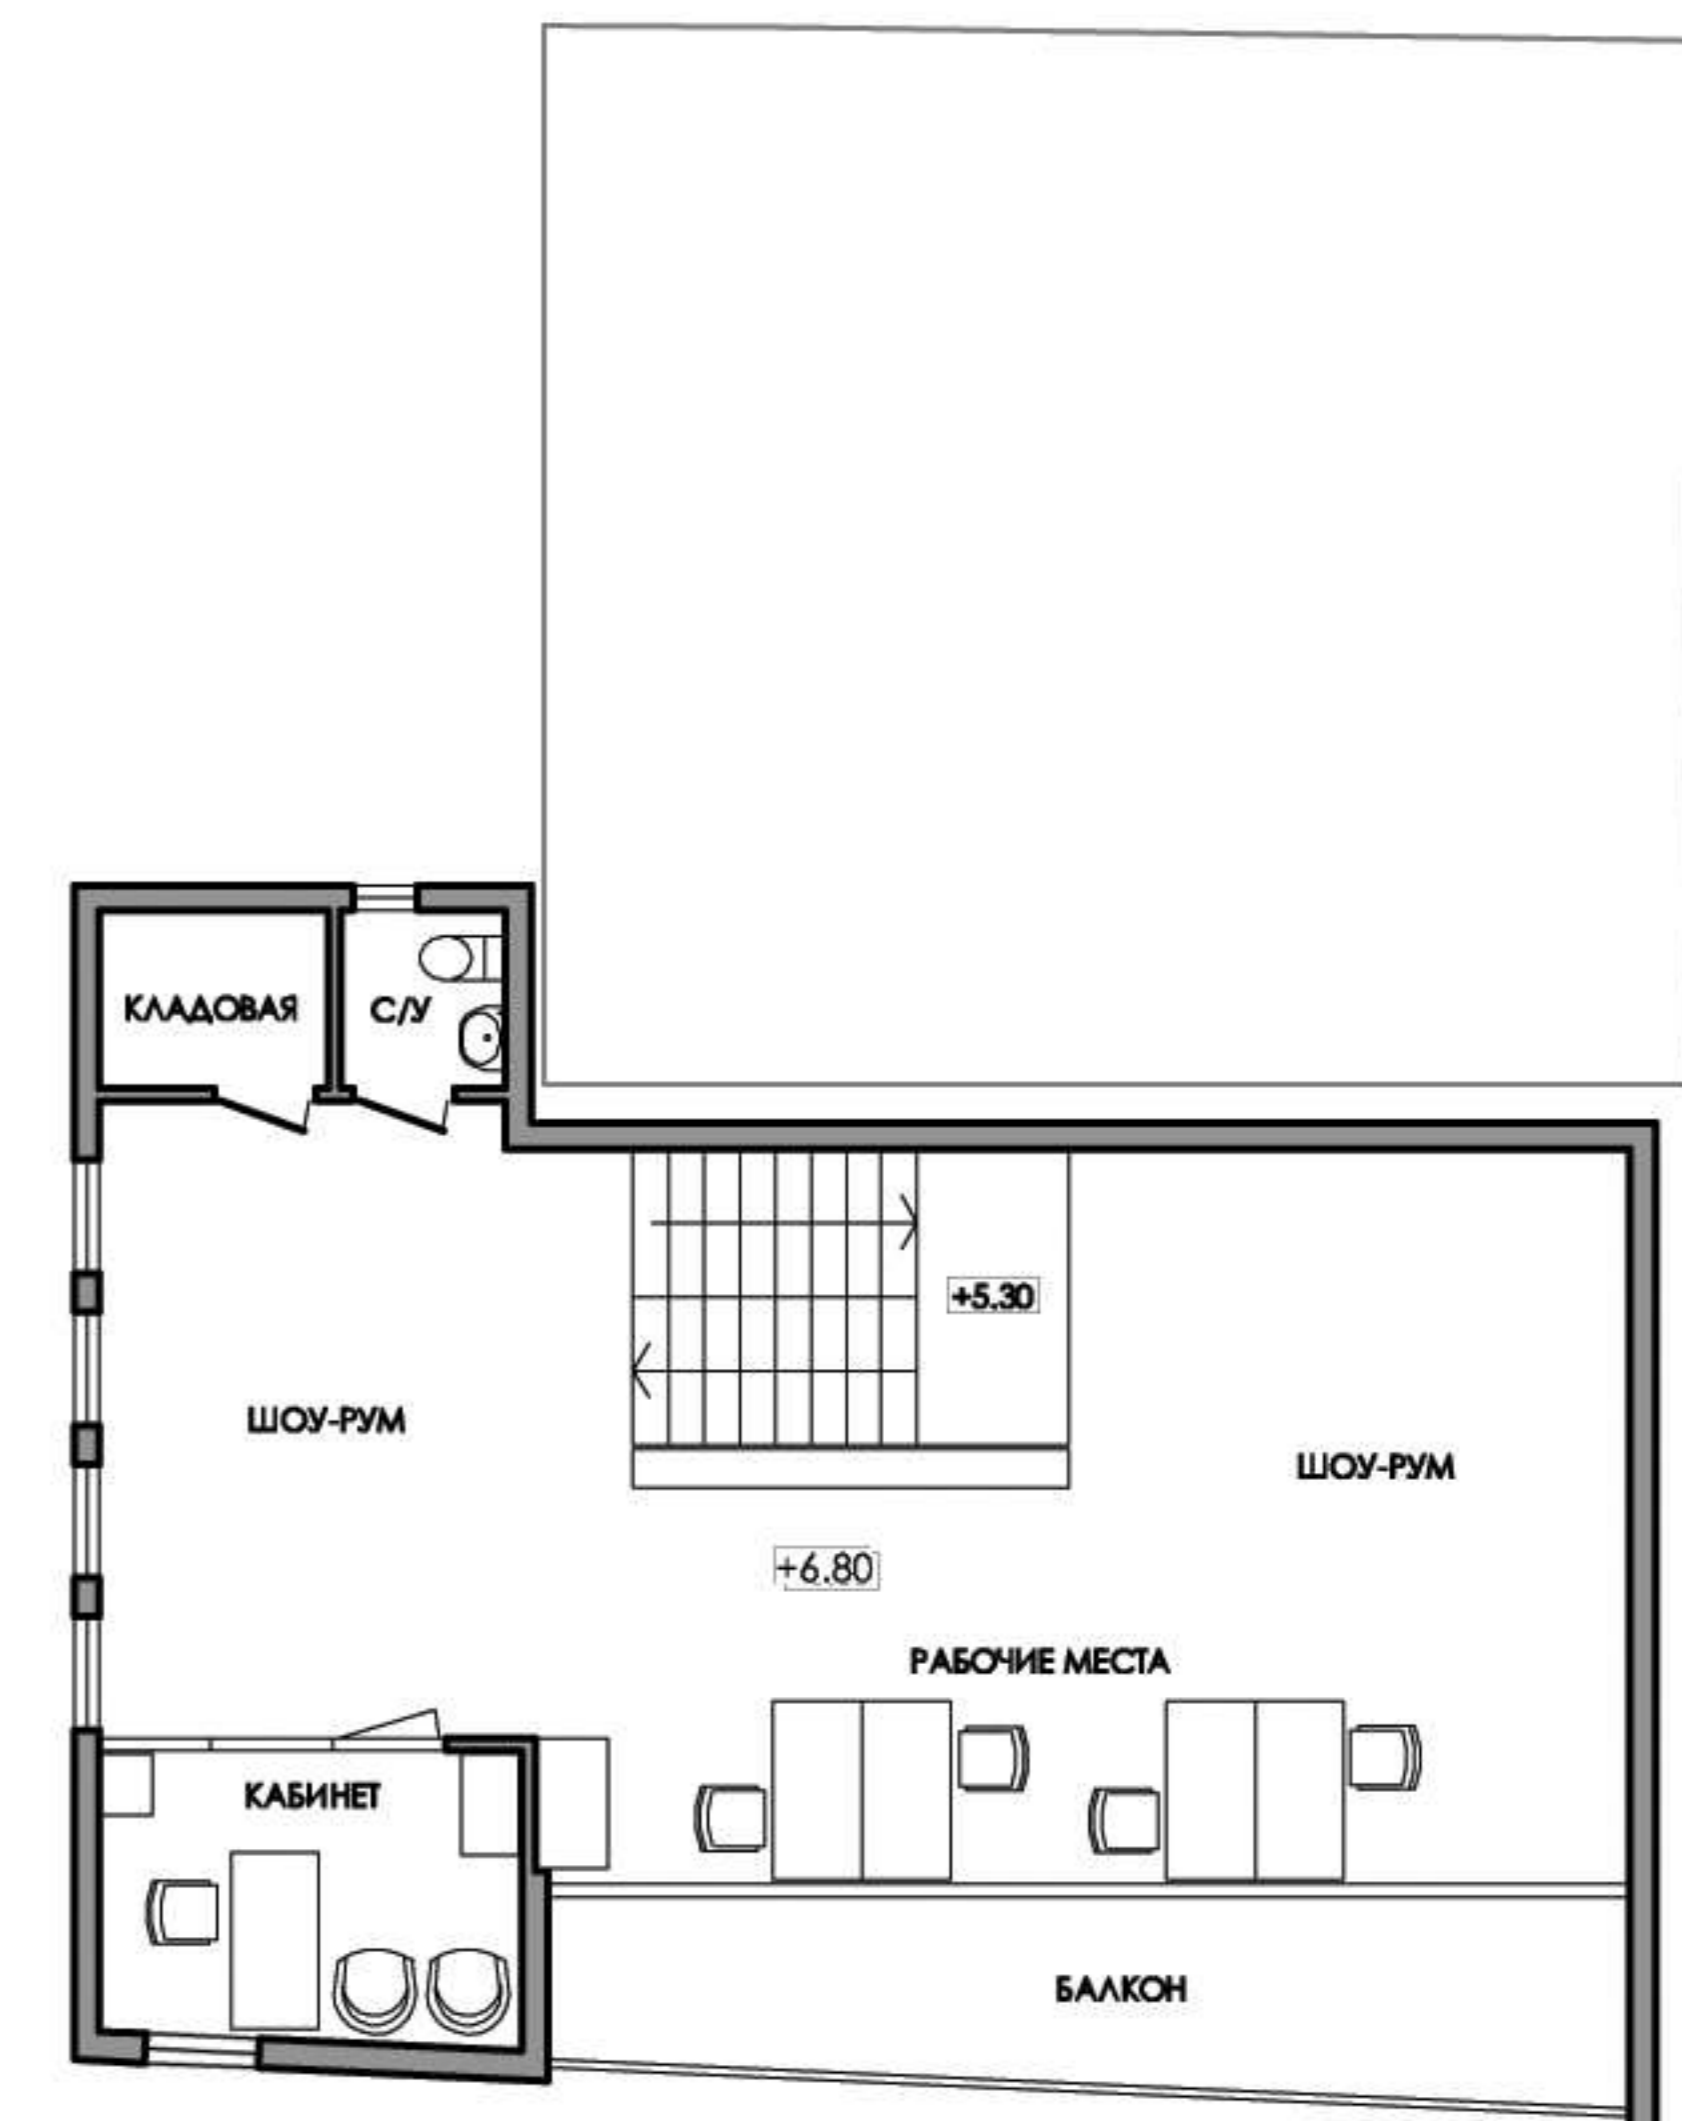 КЛАДОВАЯ
С/У
+5.30
ШОУ-РУМ
ШОУ-РУМ
+6.80
РАБОЧИЕ МЕСТА
КАБИНЕТ
БАЛКОН